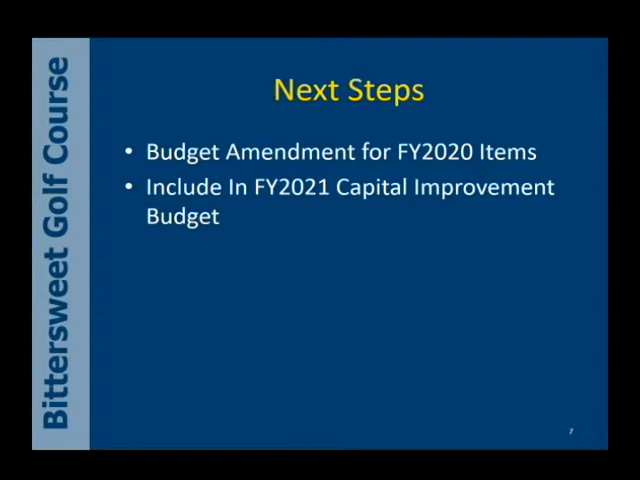 Bittersweet Golf Course
Next Steps
• Budget Amendment for FY2020 Items
• Include In FY2021 Capital Improvement
Budget
7